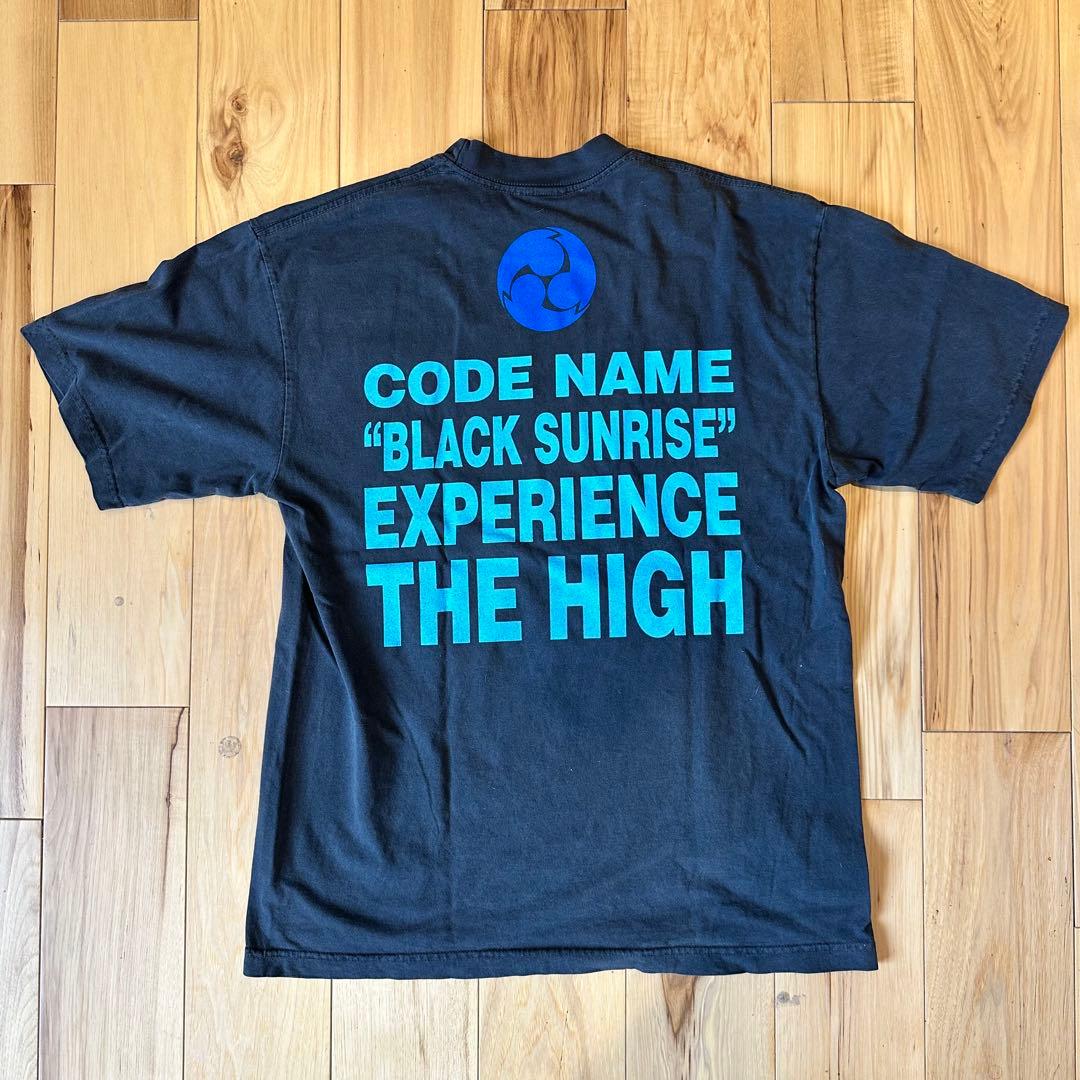 CODE NAME
“BLACK SUNRISE”
EXPERIENCE
THE HIGH